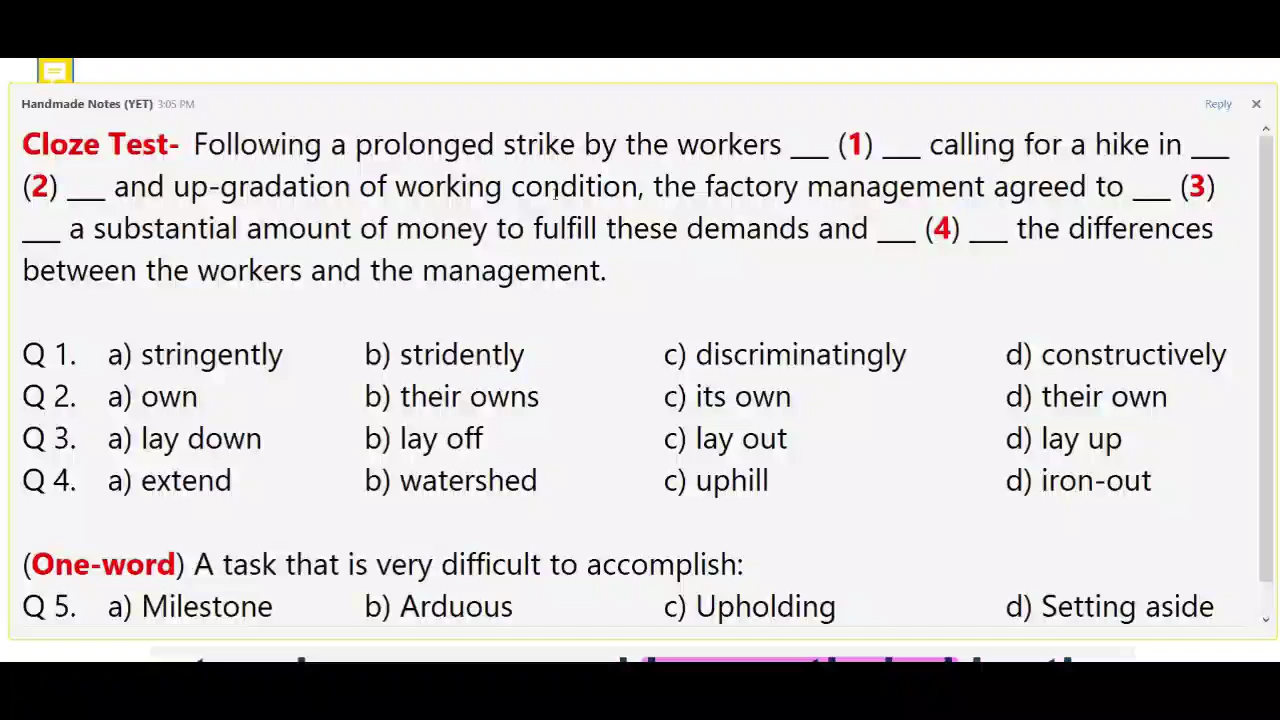 Handmade Notes (YET) 3:05 PM Reply
Cloze Test- Following a prolonged strike by the workers ___ (1) ___ calling for a hike in ___
(2) ___ and up-gradation of working condition, the factory management agreed to ___ (3)
___ a substantial amount of money to fulfill these demands and ___ (4) ___ the differences
between the workers and the management.
Q 1. a) stringently b) stridently c) discriminatingly d) constructively
Q 2. a) own b) their owns c) its own d) their own
Q 3. a) lay down b) lay off c) lay out d) lay up
Q 4. a) extend b) watershed c) uphill d) iron-out
(One-word) A task that is very difficult to accomplish:
Q 5. a) Milestone b) Arduous c) Upholding d) Setting aside